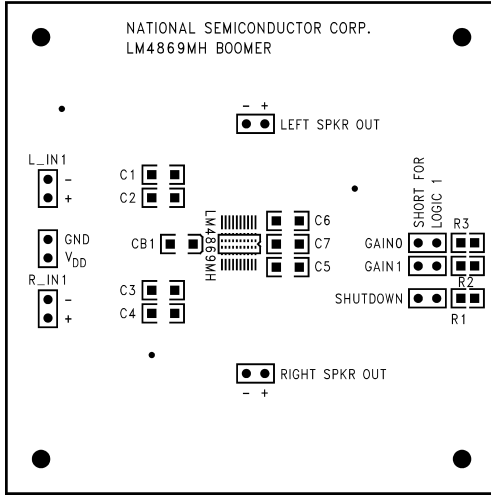 NATIONAL SEMICONDUCTOR CORP.
LM4869MH BOOMER
- +
LEFT SPKR OUT
L_IN1
-
+
C1
C2
GND
VDD
R_IN1
-
+
CB1
LM4869MH
C6
C7
C5
C3
C4
SHORT FOR
LOGIC 1
R3
GAIN0
GAIN1
R2
SHUTDOWN
R1
RIGHT SPKR OUT
- +